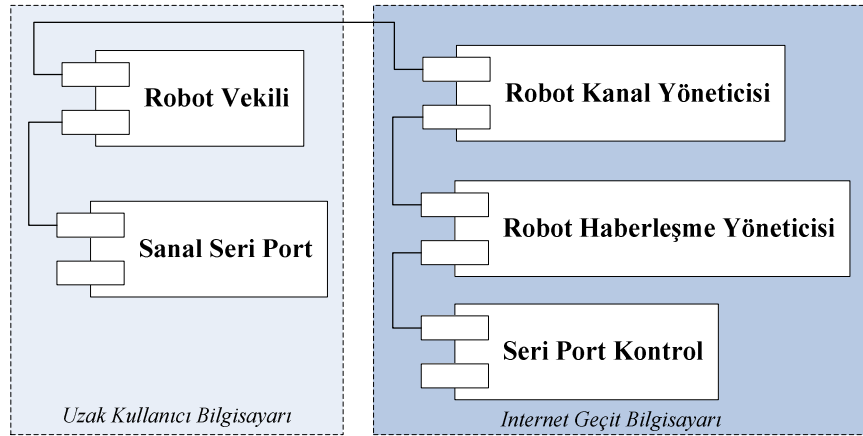 Robot Vekili
Sanal Seri Port
Uzak Kullanıcı Bilgisayarı
Robot Kanal Yöneticisi
Robot Haberleşme Yöneticisi
Seri Port Kontrol
Internet Geçit Bilgisayarı